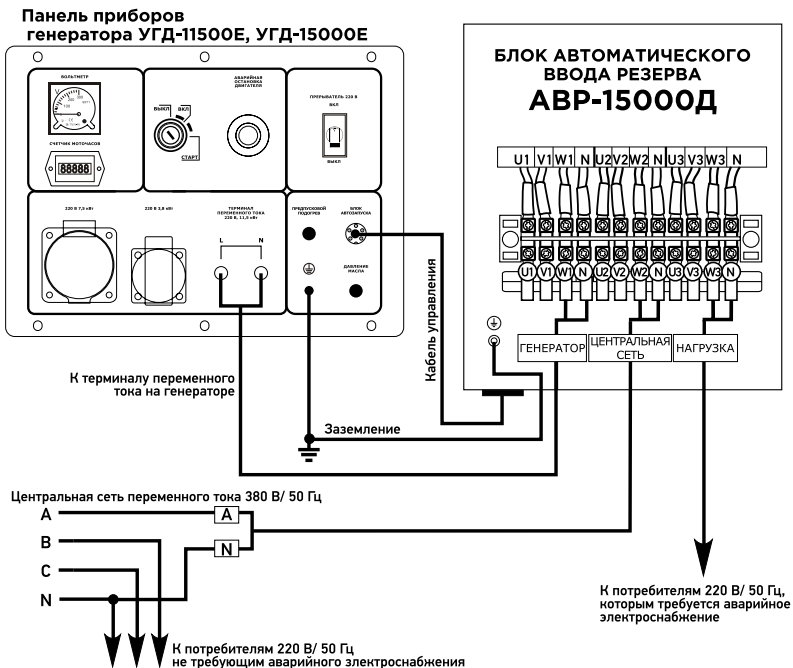 Панель приборов
генератора УГД-11500Е, УГД-15000Е
ВОЛЬТМЕТР
СЧЕТЧИК МОТОЧАСОВ
88888
ВЫКЛ
ВКЛ
СТАРТ
АВАРИЙНАЯ
ОСТАНОВКА
ДВИГАТЕЛЯ
ПРЕРЫВАТЕЛЬ 220 В
ВКЛ
ВЫКЛ
220 В 7,5 кВт
220 В 3,8 кВт
ТЕРМИНАЛ
ПЕРЕМЕННОГО ТОКА
220 В, 11,5 кВт
L N
ПРЕДПУСКОВОЙ
ПОДОГРЕВ
БЛОК
АВТОЗАПУСКА
ДАВЛЕНИЕ
МАСЛА
БЛОК АВТОМАТИЧЕСКОГО
ВВОДА РЕЗЕРВА
АВР-15000Д
U1 V1 W1 N U2 V2 W2 N U3 V3 W3 N
U1 V1 W1 N U2 V2 W2 N U3 V3 W3 N
ГЕНЕРАТОР
ЦЕНТРАЛЬНАЯ
СЕТЬ
НАГРУЗКА
Кабель управления
К терминалу переменного
тока на генераторе
Заземление
Центральная сеть переменного тока 380 В/ 50 Гц
A
A
B
N
C
N
К потребителям 220 В/ 50 Гц,
которым требуется аварийное
электроснабжение
К потребителям 220 В/ 50 Гц
не требующим аварийного электроснабжения